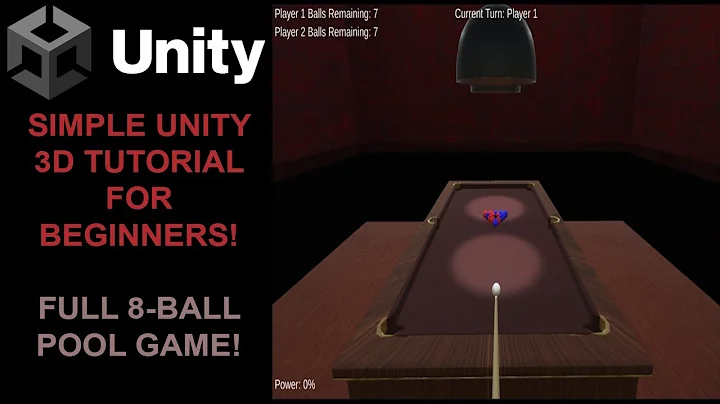 Unity
SIMPLE UNITY
3D TUTORIAL
FOR
BEGINNERS!
FULL 8-BALL
POOL GAME!
Player 1 Balls Remaining: 7
Current Turn: Player 1
Player 2 Balls Remaining: 7
Power: 0%